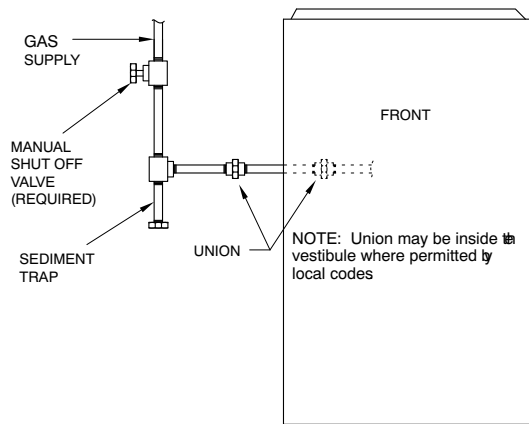 GAS
SUPPLY
MANUAL
SHUT OFF
VALVE
(REQUIRED)
SEDIMENT
TRAP
UNION
FRONT
NOTE: Union may be inside the
vestibule where permitted by
local codes